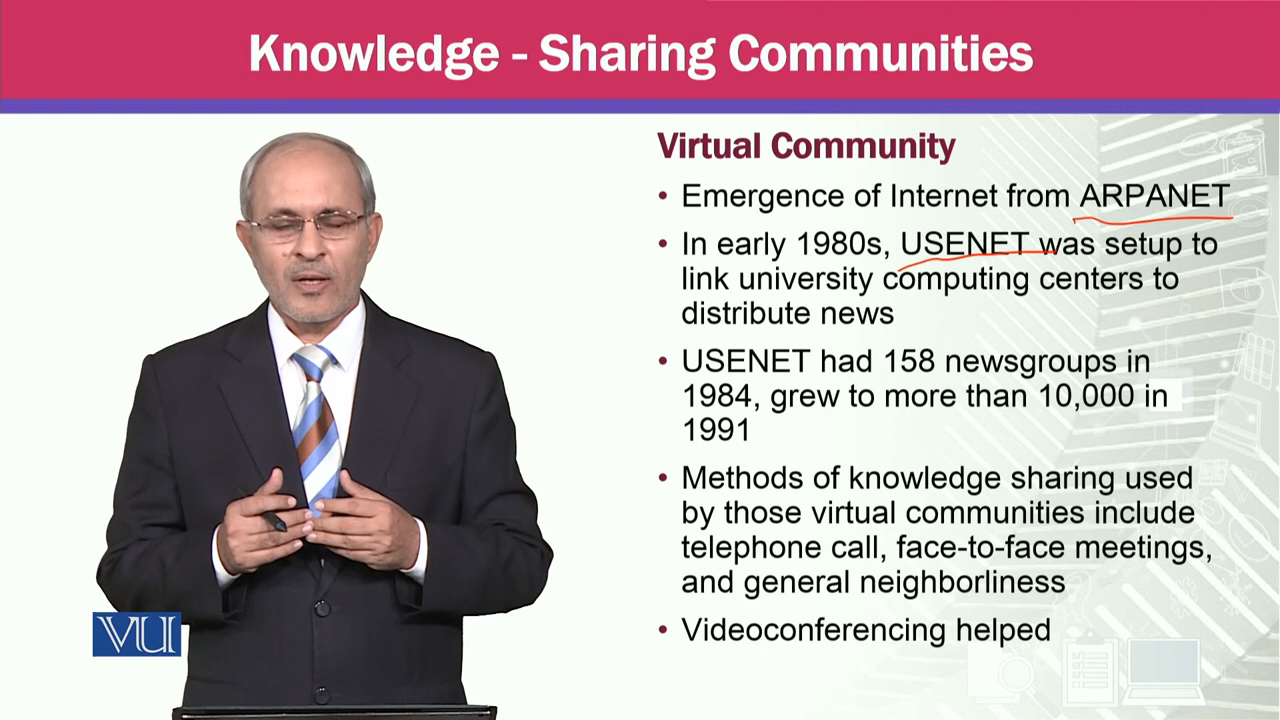 Knowledge - Sharing Communities
Virtual Community
• Emergence of Internet from ARPANET
• In early 1980s, USENET was setup to
link university computing centers to
distribute news
• USENET had 158 newsgroups in
1984, grew to more than 10,000 in
1991
• Methods of knowledge sharing used
by those virtual communities include
telephone call, face-to-face meetings,
and general neighborliness
• Videoconferencing helped
VU